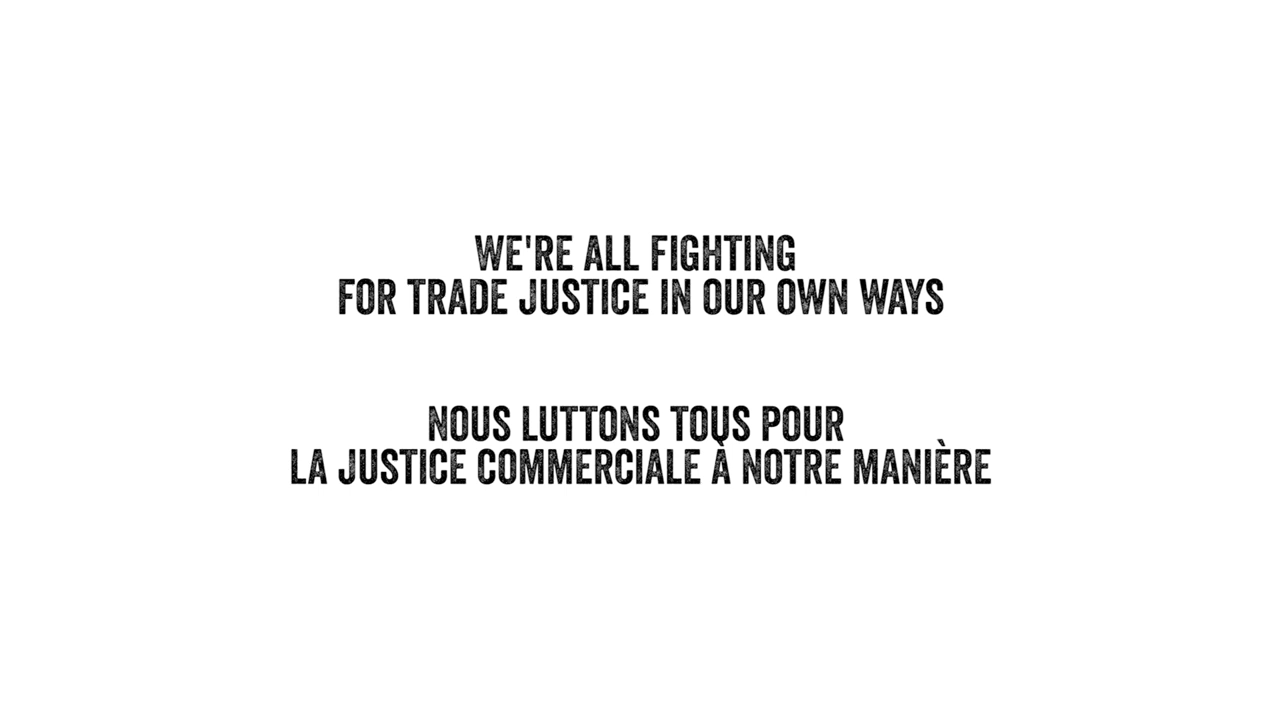 WE'RE ALL FIGHTING
FOR TRADE JUSTICE IN OUR OWN WAYS
NOUS LUTTONS TOUS POUR
LA JUSTICE COMMERCIALE À NOTRE MANIÈRE